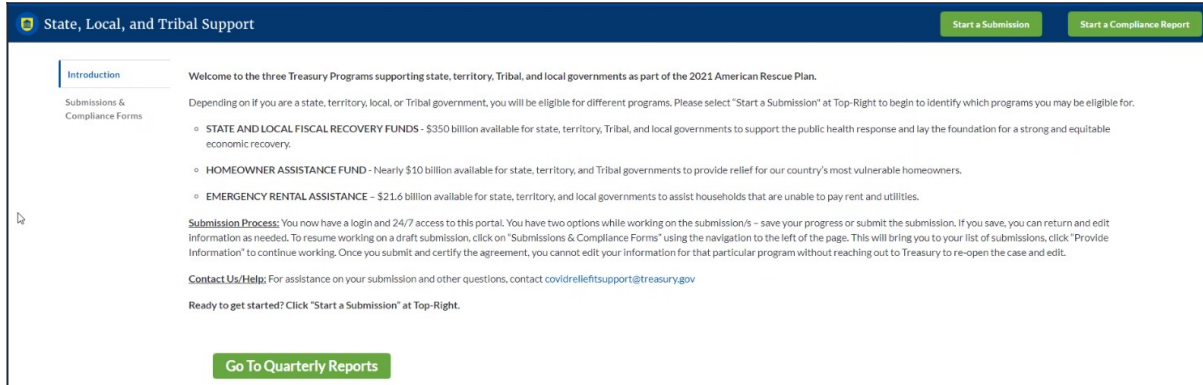 State, Local, and Tribal Support
Start a Submission
Start a Compliance Report
Introduction
Submissions &
Compliance Forms
Welcome to the three Treasury Programs supporting state, territory, Tribal, and local governments as part of the 2021 American Rescue Plan.
Depending on if you are a state, territory, local, or Tribal government, you will be eligible for different programs. Please select "Start a Submission" at Top-Right to begin to identify which programs you may be eligible for.
STATE AND LOCAL FISCAL RECOVERY FUNDS - $350 billion available for state, territory, Tribal, and local governments to support the public health response and lay the foundation for a strong and equitable
economic recovery.
HOMEOWNER ASSISTANCE FUND - Nearly $10 billion available for state, territory, and Tribal governments to provide relief for our country's most vulnerable homeowners.
EMERGENCY RENTAL ASSISTANCE – $21.6 billion available for state, territory, and local governments to assist households that are unable to pay rent and utilities.
Submission Process: You now have a login and 24/7 access to this portal. You have two options while working on the submission/s – save your progress or submit the submission. If you save, you can return and edit
information as needed. To resume working on a draft submission, click on "Submissions & Compliance Forms" using the navigation to the left of the page. This will bring you to your list of submissions, click "Provide
Information" to continue working. Once you submit and certify the agreement, you cannot edit your information for that particular program without reaching out to Treasury to re-open the case and edit.
Contact Us/Help: For assistance on your submission and other questions, contact covidreliefitsupport@treasury.gov
Ready to get started? Click "Start a Submission" at Top-Right.
Go To Quarterly Reports